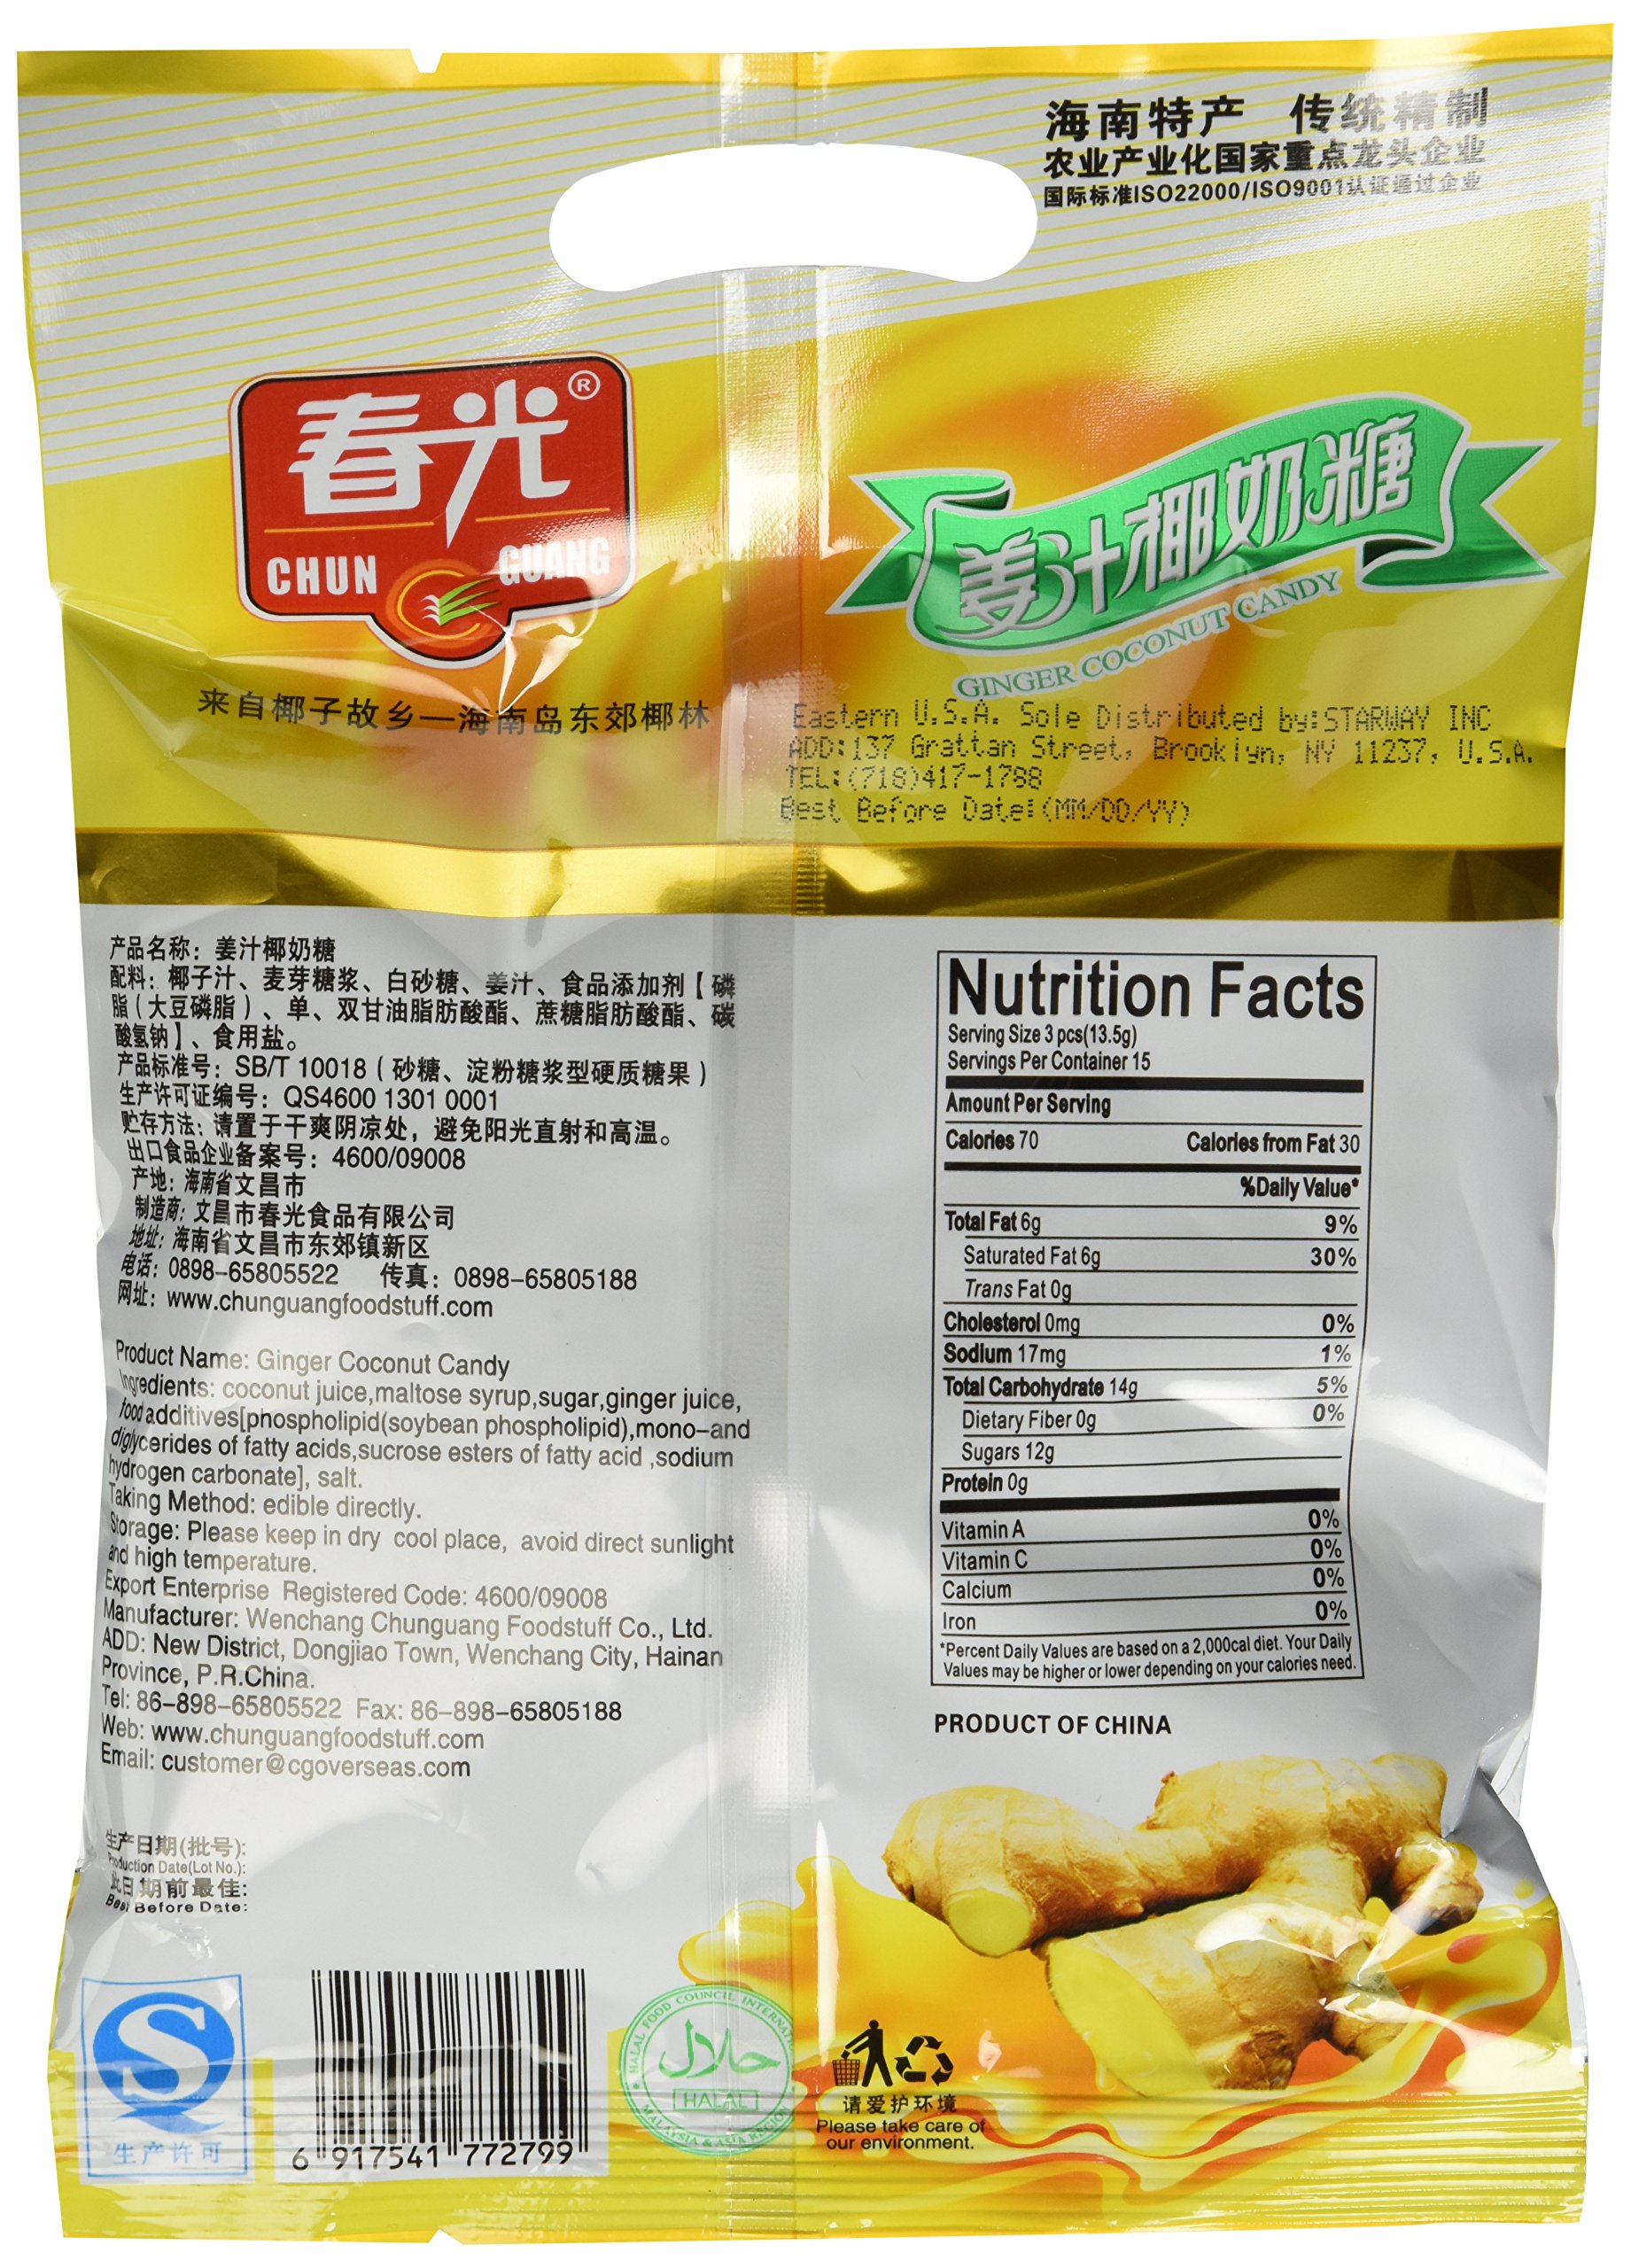 海南特产 传统精制
农业产业化国家重点龙头企业
国际标准ISO22000/ISO9001认证通过企业
春光®
CHUN GUANG
来自椰子故乡—海南岛东郊椰林
姜汁椰奶糖
GINGER COCONUT CANDY
Eastern U.S.A. Sole Distributed by:STARWAY INC
ADD:137 Grattan Street, Brooklyn, NY 11237, U.S.A.
TEL:(718)417-1788
Best Before Date:(MM/DD/YY)
产品名称：姜汁椰奶糖
配料：椰子汁、麦芽糖浆、白砂糖、姜汁、食品添加剂【磷
脂（大豆磷脂）、单、双甘油脂肪酸酯、蔗糖脂肪酸酯、碳
酸氢钠】、食用盐。
产品标准号：SB/T 10018（砂糖、淀粉糖浆型硬质糖果）
生产许可证编号：QS4600 1301 0001
贮存方法：请置于干爽阴凉处，避免阳光直射和高温。
出口食品企业备案号：4600/09008
产地：海南省文昌市
制造商：文昌市春光食品有限公司
地址：海南省文昌市东郊镇新区
电话：0898-65805522 传真：0898-65805188
网址：www.chunguangfoodstuff.com
Product Name: Ginger Coconut Candy
Ingredients: coconut juice,maltose syrup,sugar,ginger juice,
food additives[phospholipid(soybean phospholipid),mono-and
diglycerides of fatty acids,sucrose esters of fatty acid ,sodium
hydrogen carbonate], salt.
Taking Method: edible directly.
Storage: Please keep in dry cool place, avoid direct sunlight
and high temperature.
Export Enterprise Registered Code: 4600/09008
Manufacturer: Wenchang Chunguang Foodstuff Co., Ltd.
ADD: New District, Dongjiao Town, Wenchang City, Hainan
Province, P.R.China.
Tel: 86-898-65805522 Fax: 86-898-65805188
Web: www.chunguangfoodstuff.com
Email: customer@cgoverseas.com
生产日期(批号):
Production Date(Lot No.):
此日期前最佳:
Best Before Date:
Nutrition Facts
Serving Size 3 pcs(13.5g)
Servings Per Container 15
Amount Per Serving
Calories 70 Calories from Fat 30
%Daily Value*
Total Fat 6g 9%
Saturated Fat 6g 30%
Trans Fat 0g
Cholesterol 0mg 0%
Sodium 17mg 1%
Total Carbohydrate 14g 5%
Dietary Fiber 0g 0%
Sugars 12g
Protein 0g
Vitamin A 0%
Vitamin C 0%
Calcium 0%
Iron 0%
*Percent Daily Values are based on a 2,000cal diet. Your Daily
Values may be higher or lower depending on your calories need.
PRODUCT OF CHINA
生产许可
6 917541 772799
HALAL FOOD COUNCIL
حلال
HALAL
MALAYSIA & ASIA REGION
请爱护环境
Please take care of
our environment.